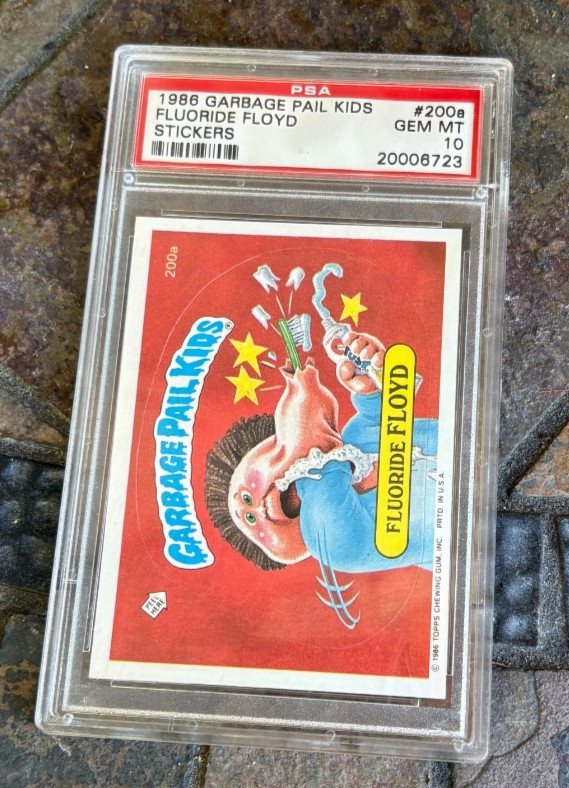 PSA
1986 GARBAGE PAIL KIDS #200a
FLUORIDE FLOYD GEM MT
STICKERS 10
20006723
200a
GARBAGE PAIL KIDS®
FLUORIDE FLOYD
PEEL
HERE
© 1986 TOPPS CHEWING GUM, INC. PRTD. IN U.S.A.